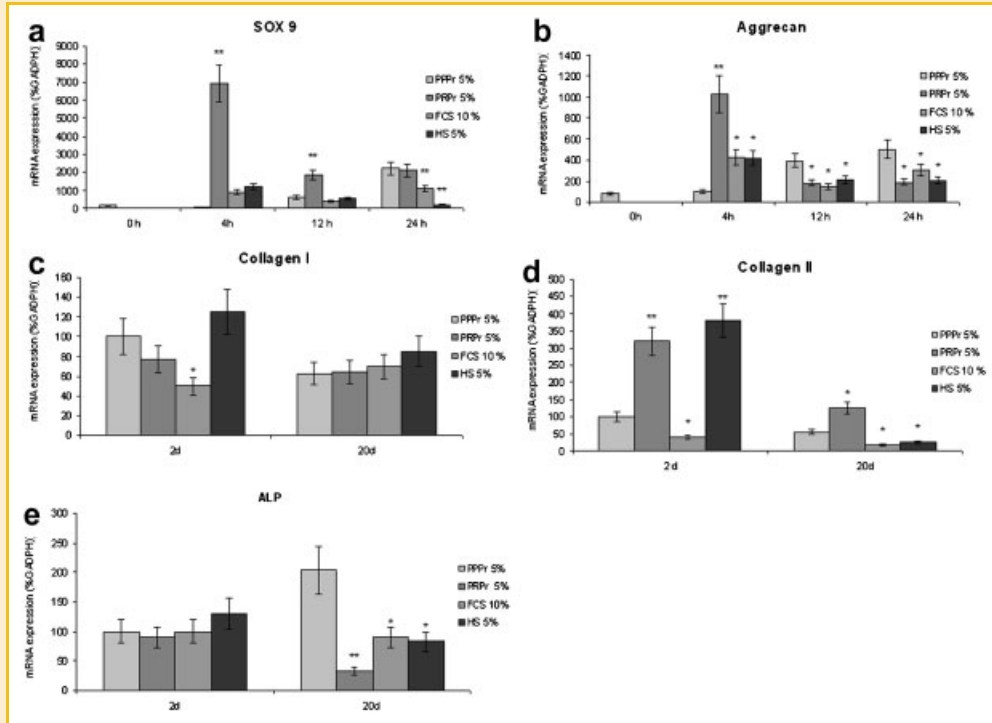 a
SOX 9
mRNA expression (%GADPH)
9000
8000
7000
6000
5000
4000
3000
2000
1000
0
**
**
**
**
0h
4h
12h
24h
PPPr 5%
PRPr 5%
FCS 10%
HS 5%
b
Aggrecan
mRNA expression (%GADPH)
1400
1200
1000
800
600
400
200
0
**
*
*
*
*
*
*
*
*
0h
4h
12h
24h
PPPr 5%
PRPr 5%
FCS 10%
HS 5%
c
Collagen I
mRNA expression (%GADPH)
160
140
120
100
80
60
40
20
0
*
2d
20d
PPPr 5%
PRPr 5%
FCS 10%
HS 5%
d
Collagen II
mRNA expression (%GADPH)
500
450
400
350
300
250
200
150
100
50
0
**
*
**
*
*
*
2d
20d
PPPr 5%
PRPr 5%
FCS 10%
HS 5%
e
ALP
mRNA expression (%GADPH)
300
250
200
150
100
50
0
**
*
*
2d
20d
PPPr 5%
PRPr 5%
FCS 10%
HS 5%